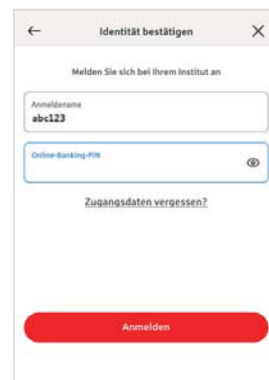 Identität bestätigen
Melden Sie sich bei Ihrem Institut an
Anmeldename
abc123
Online-Banking-PIN
Zugangsdaten vergessen?
Anmelden